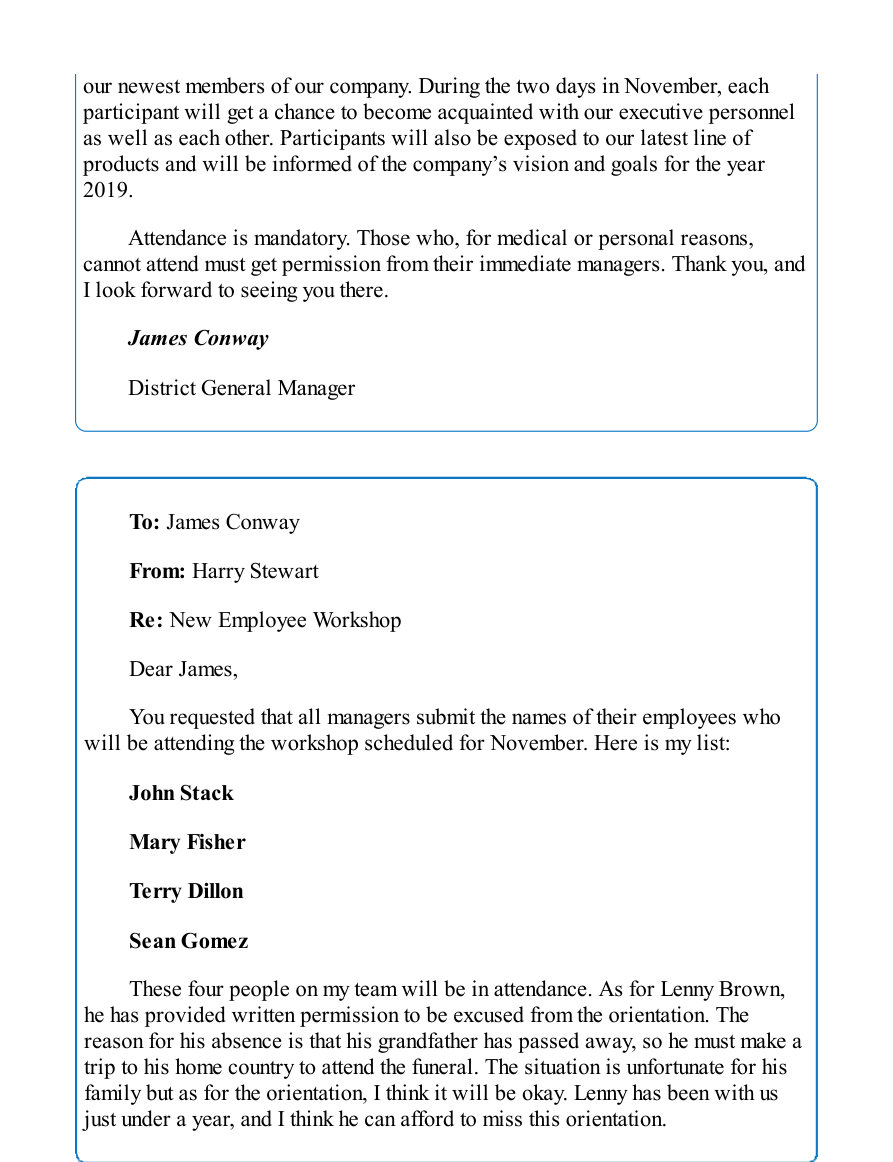 our newest members of our company. During the two days in November, each
participant will get a chance to become acquainted with our executive personnel
as well as each other. Participants will also be exposed to our latest line of
products and will be informed of the company’s vision and goals for the year
2019.
Attendance is mandatory. Those who, for medical or personal reasons,
cannot attend must get permission from their immediate managers. Thank you, and
I look forward to seeing you there.
James Conway
District General Manager
To: James Conway
From: Harry Stewart
Re: New Employee Workshop
Dear James,
You requested that all managers submit the names of their employees who
will be attending the workshop scheduled for November. Here is my list:
John Stack
Mary Fisher
Terry Dillon
Sean Gomez
These four people on my team will be in attendance. As for Lenny Brown,
he has provided written permission to be excused from the orientation. The
reason for his absence is that his grandfather has passed away, so he must make a
trip to his home country to attend the funeral. The situation is unfortunate for his
family but as for the orientation, I think it will be okay. Lenny has been with us
just under a year, and I think he can afford to miss this orientation.